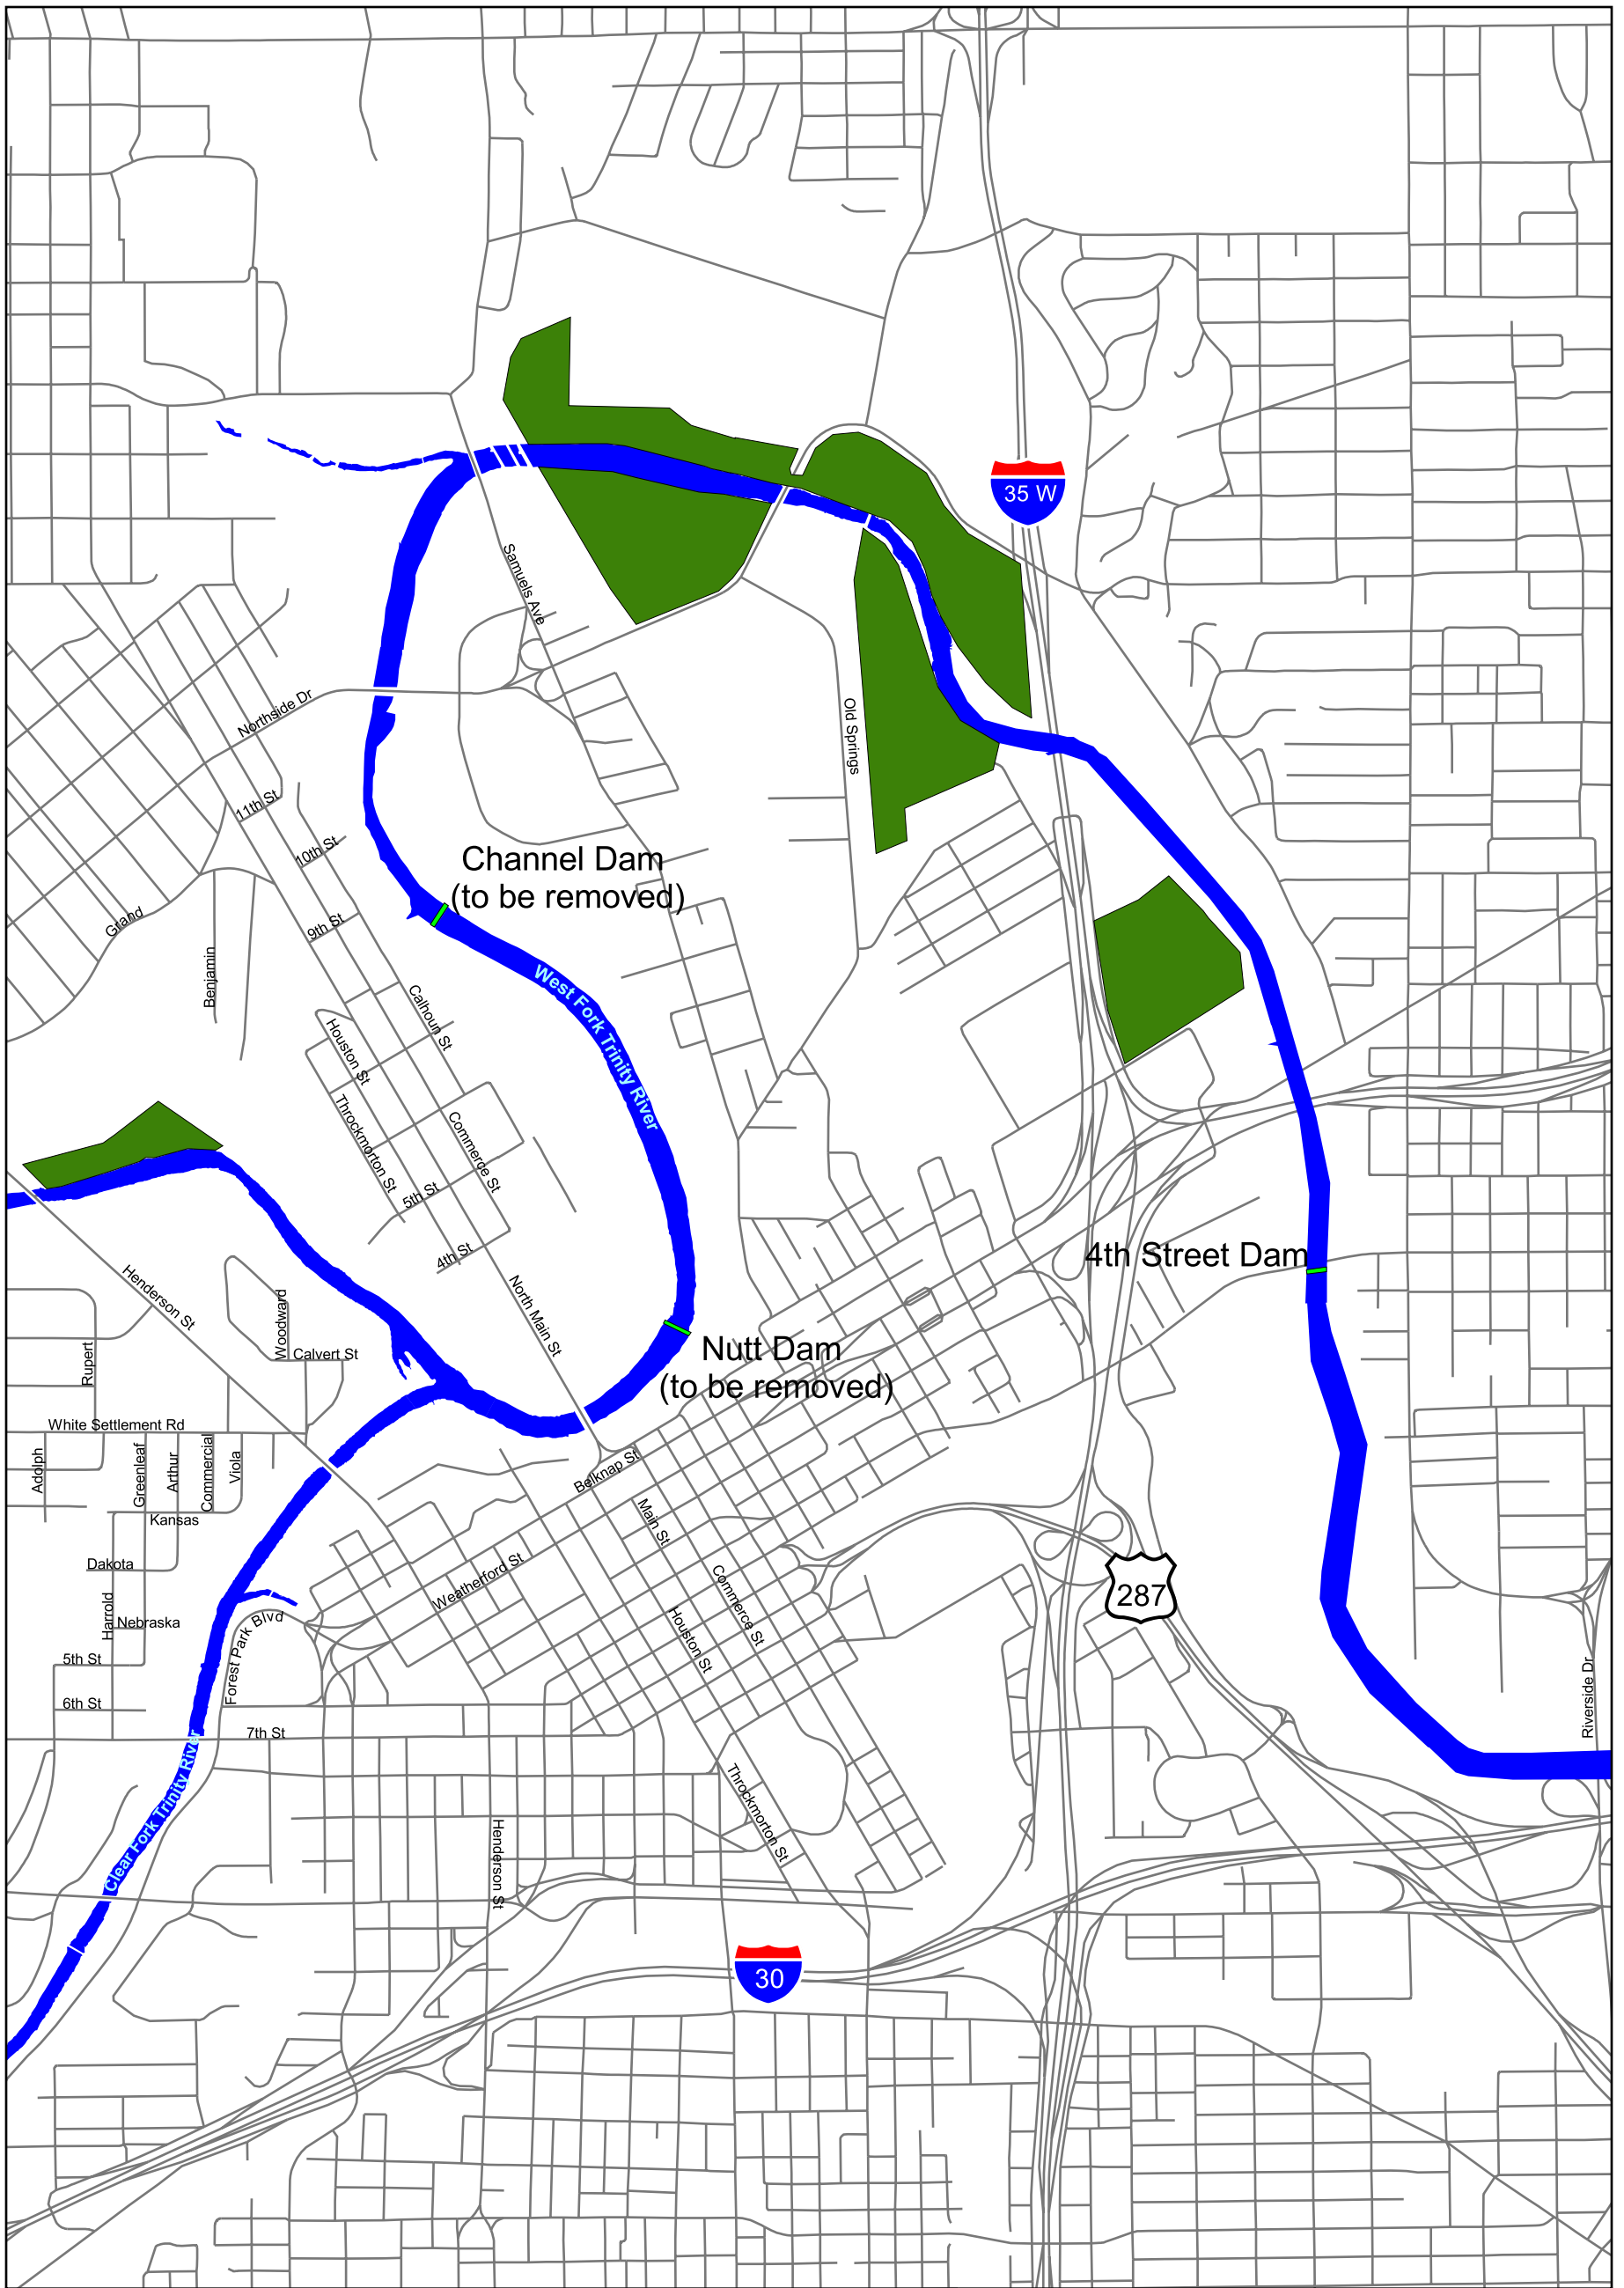 35 W
Samuels Ave
Northside Dr
Old Springs
11th St
10th St
Channel Dam
(to be removed)
9th St
Grand
Benjamin
West Fork Trinity River
Calhoun St
Houston St
Throckmorton St
Commerce St
5th St
4th St
4th Street Dam
Henderson St
North Main St
Woodward
Calvert St
Rupert
Nutt Dam
(to be removed)
White Settlement Rd
Adolph
Greenleaf
Arthur
Commercial
Viola
Belknap St
Kansas
Main St
Dakota
Weatherford St
Commerce St
287
Harrold
Nebraska
Forest Park Blvd
Houston St
5th St
6th St
7th St
Riverside Dr
Clear Fork Trinity River
Throckmorton St
Henderson St
30